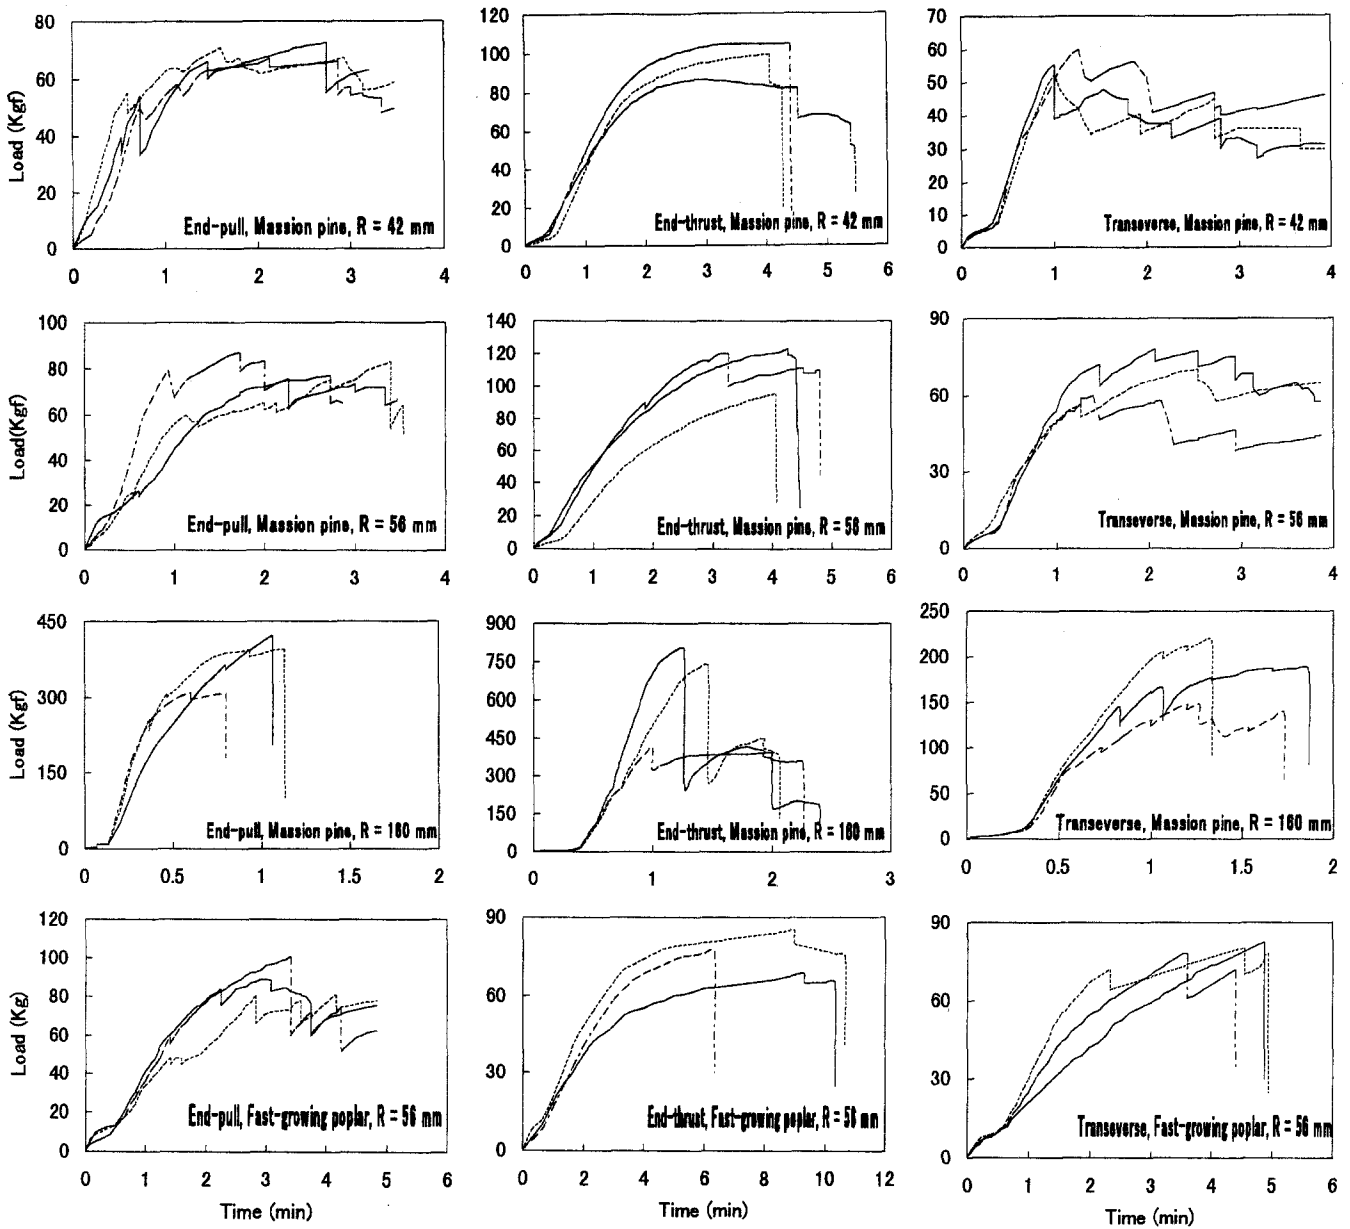 80
60
40
20
0
Load (Kgf)
End-pull, Massion pine, R = 42 mm
0 1 2 3 4
120
100
80
60
40
20
0
End-thrust, Massion pine, R = 42 mm
0 1 2 3 4 5 6
70
60
50
40
30
20
10
0
Transeverse, Massion pine, R = 42 mm
0 1 2 3 4
100
80
60
40
20
0
Load(Kgf)
End-pull, Massion pine, R = 56 mm
0 1 2 3 4
140
120
100
80
60
40
20
0
End-thrust, Massion pine, R = 56 mm
0 1 2 3 4 5 6
90
60
30
0
Transeverse, Massion pine, R = 56 mm
0 1 2 3 4
450
300
150
0
Load (Kgf)
End-pull, Massion pine, R = 160 mm
0 0.5 1 1.5 2
900
750
600
450
300
150
0
End-thrust, Massion pine, R = 160 mm
0 1 2 3
250
200
150
100
50
0
Transeverse, Massion pine, R = 160 mm
0 0.5 1 1.5 2
120
100
80
60
40
20
0
Load (Kg)
End-pull, Fast-growing poplar, R = 56 mm
0 1 2 3 4 5 6
Time (min)
90
60
30
0
End-thrust, Fast-growing poplar, R = 56 mm
0 2 4 6 8 10 12
Time (min)
90
60
30
0
Transeverse, Fast-growing poplar, R = 56 mm
0 1 2 3 4 5 6
Time (min)